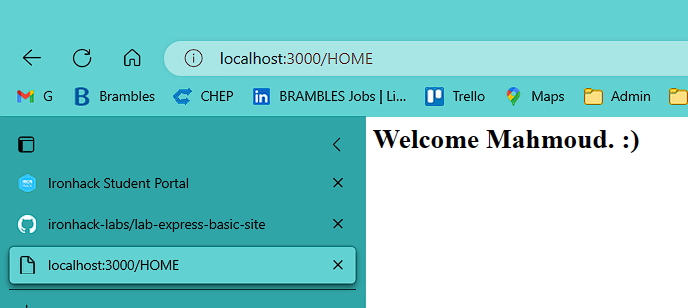 localhost:3000/HOME
G
Brambles
CHEP
BRAMBLES Jobs | Li...
Trello
Maps
Admin
Welcome Mahmoud. :)
Ironhack Student Portal
ironhack-labs/lab-express-basic-site
localhost:3000/HOME